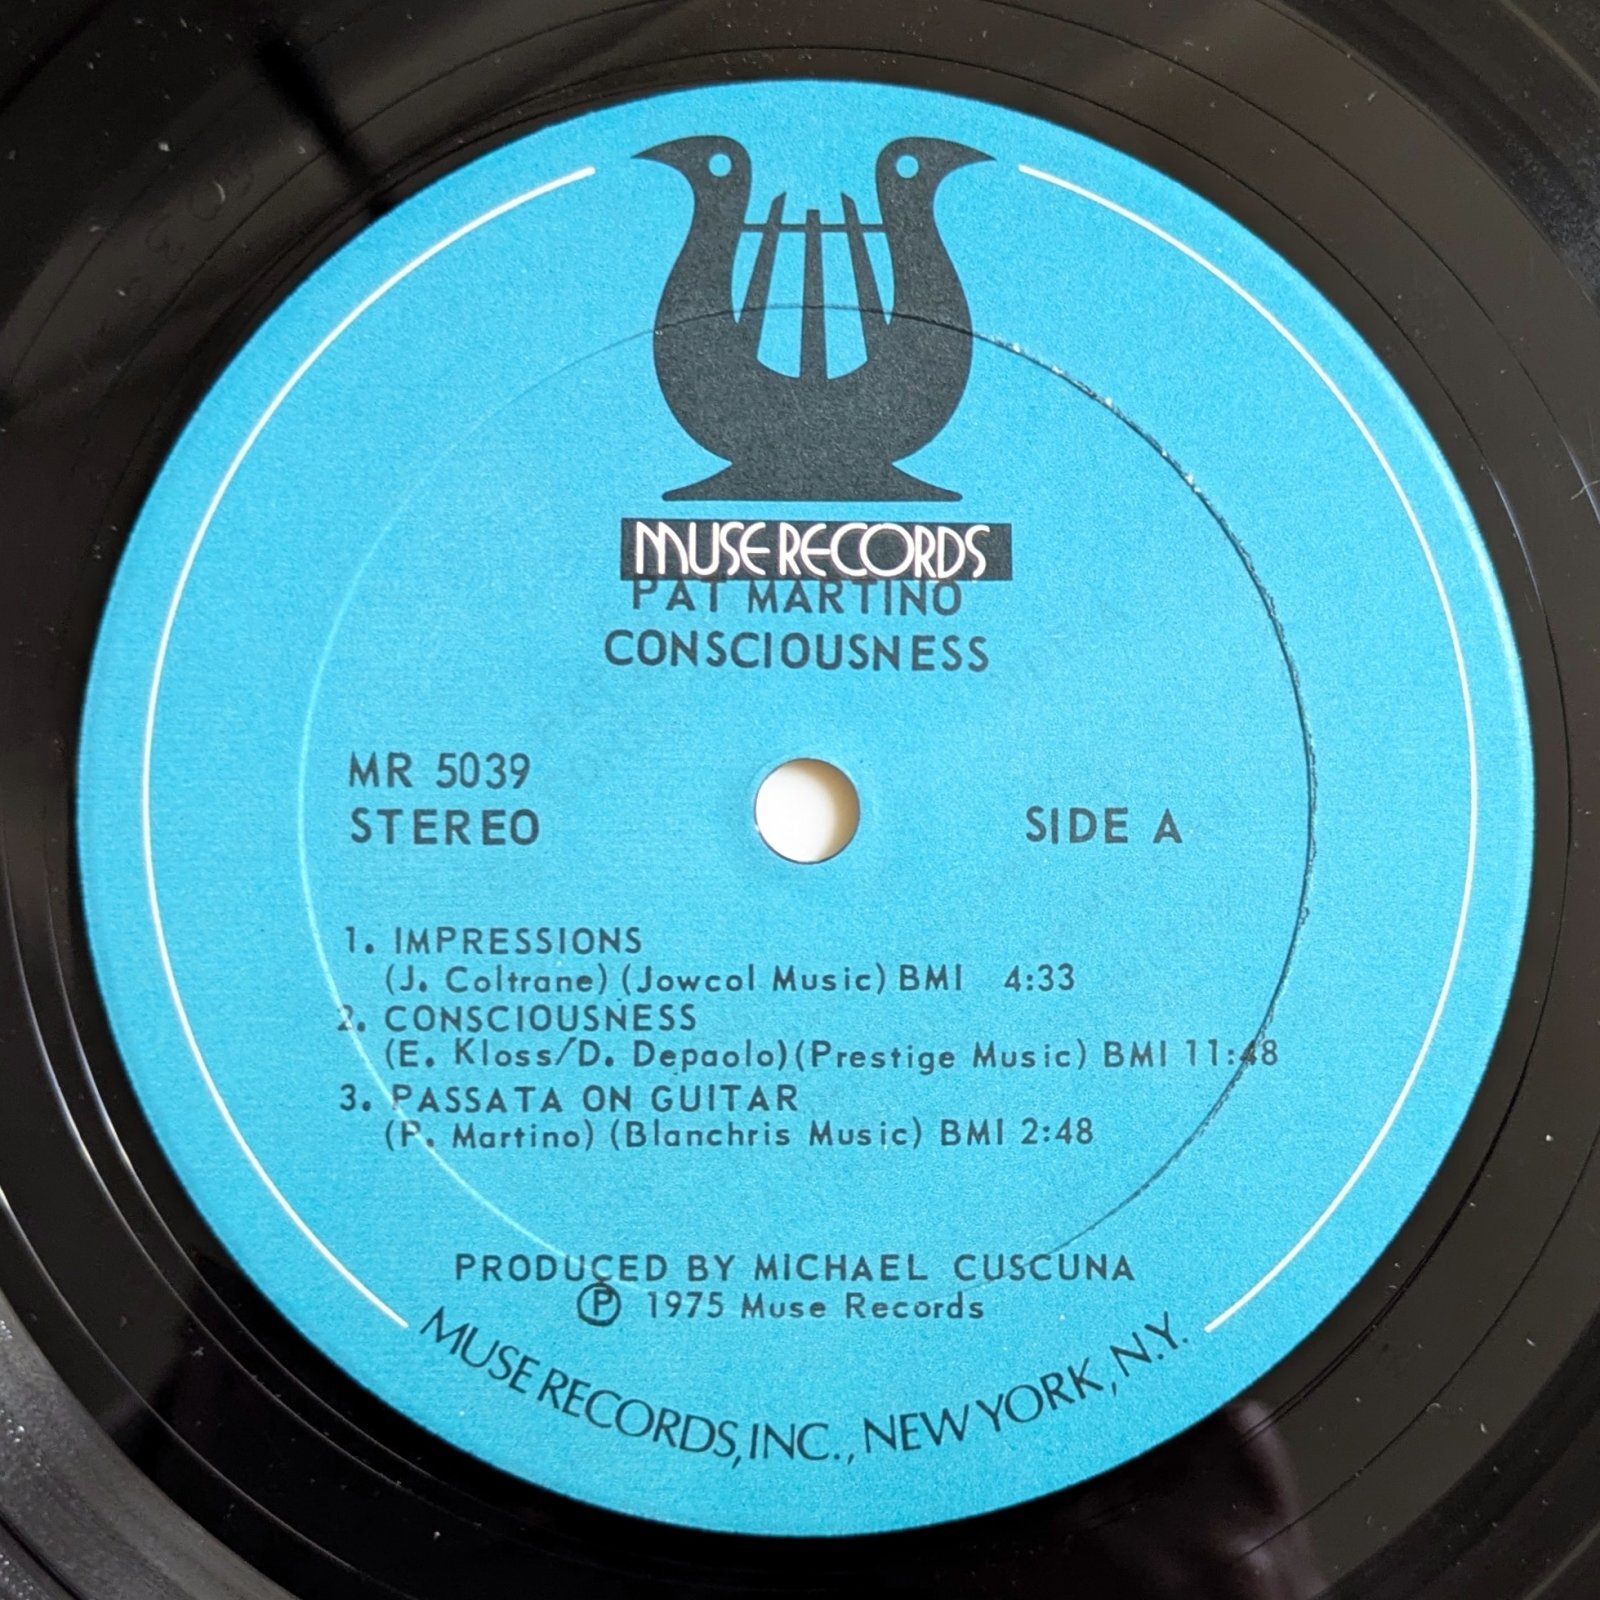 MUSE RECORDS
PAT MARTINO
CONSCIOUSNESS
MR 5039
STEREO
SIDE A
1. IMPRESSIONS
(J. Coltrane) (Jowcol Music) BMI 4:33
2. CONSCIOUSNESS
(E. Kloss/D. Depaolo) (Prestige Music) BMI 11:48
3. PASSATA ON GUITAR
(P. Martino) (Blanchris Music) BMI 2:48
PRODUCED BY MICHAEL CUSCUNA
Ⓟ 1975 Muse Records
MUSE RECORDS, INC., NEW YORK, N.Y.